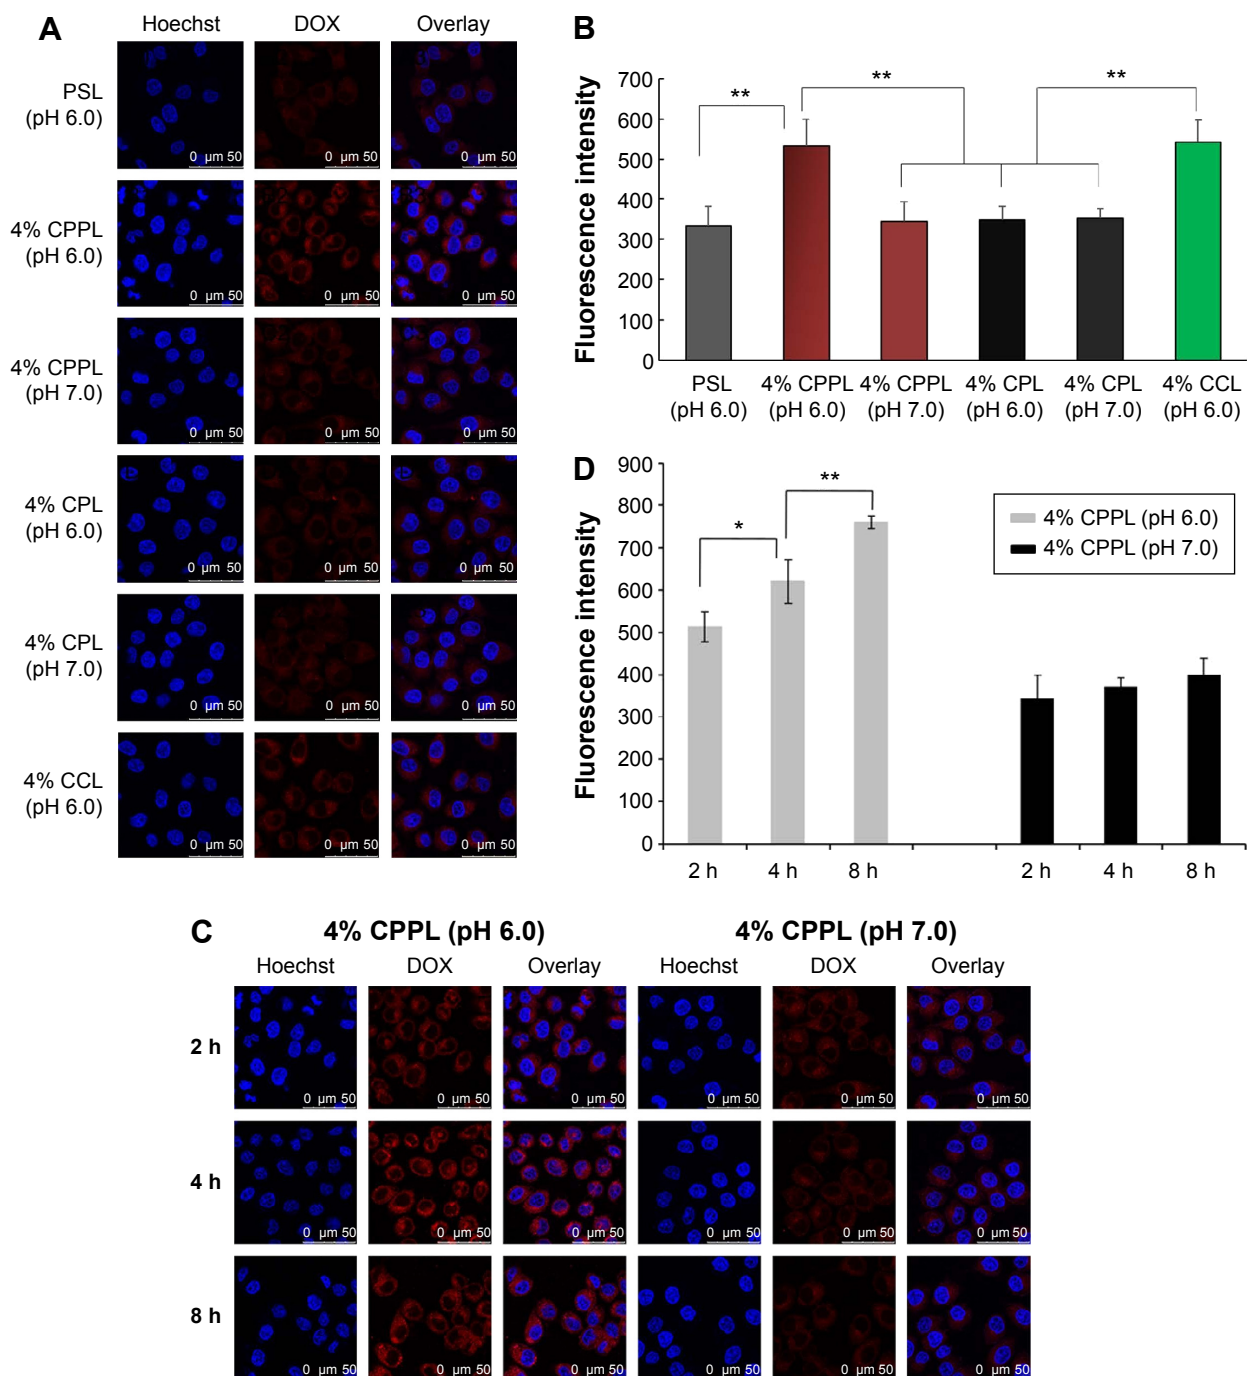 A
Hoechst DOX Overlay
PSL
(pH 6.0)
0 µm 50 0 µm 50 0 µm 50
4% CPPL
(pH 6.0)
0 µm 50 0 µm 50 0 µm 50
4% CPPL
(pH 7.0)
0 µm 50 0 µm 50 0 µm 50
4% CPL
(pH 6.0)
0 µm 50 0 µm 50 0 µm 50
4% CPL
(pH 7.0)
0 µm 50 0 µm 50 0 µm 50
4% CCL
(pH 6.0)
0 µm 50 0 µm 50 0 µm 50
B
Fluorescence intensity
700
600
500
400
300
200
100
0
** ** **
PSL 4% CPPL 4% CPPL 4% CPL 4% CPL 4% CCL
(pH 6.0) (pH 6.0) (pH 7.0) (pH 6.0) (pH 7.0) (pH 6.0)
D
Fluorescence intensity
900
800
700
600
500
400
300
200
100
0
* **
4% CPPL (pH 6.0)
4% CPPL (pH 7.0)
2 h 4 h 8 h 2 h 4 h 8 h
C
4% CPPL (pH 6.0) 4% CPPL (pH 7.0)
Hoechst DOX Overlay Hoechst DOX Overlay
2 h
0 µm 50 0 µm 50 0 µm 50 0 µm 50 0 µm 50 0 µm 50
4 h
0 µm 50 0 µm 50 0 µm 50 0 µm 50 0 µm 50 0 µm 50
8 h
0 µm 50 0 µm 50 0 µm 50 0 µm 50 0 µm 50 0 µm 50